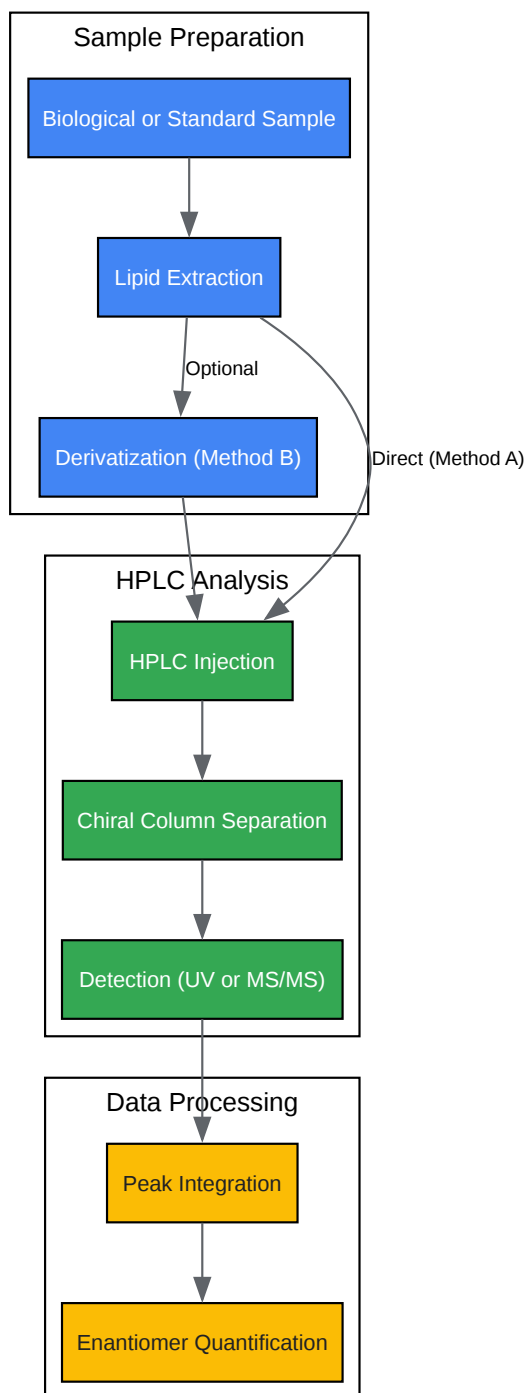 Sample Preparation
Biological or Standard Sample
Lipid Extraction
Optional
Derivatization (Method B)
Direct (Method A)
HPLC Analysis
HPLC Injection
Chiral Column Separation
Detection (UV or MS/MS)
Data Processing
Peak Integration
Enantiomer Quantification